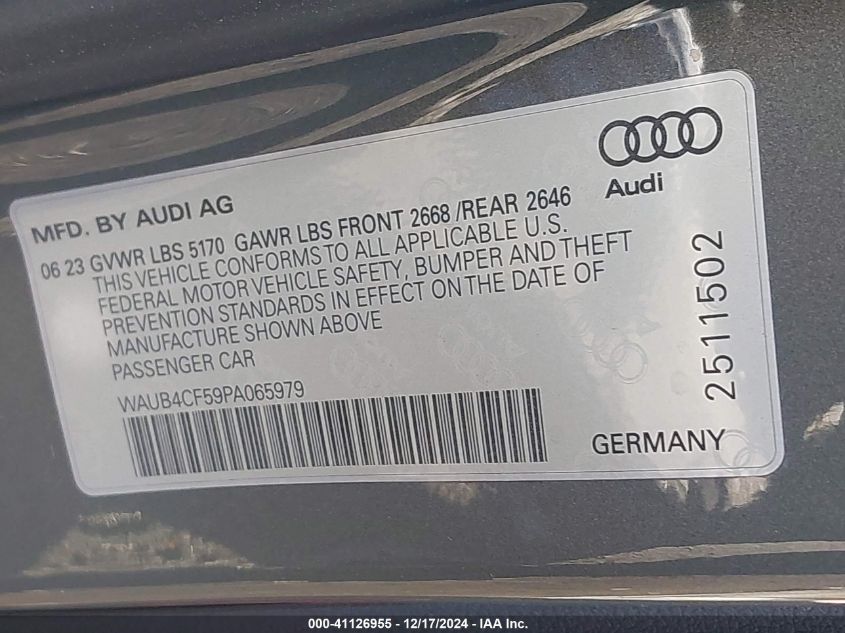 Audi
MFD. BY AUDI AG
06 23 GVWR LBS 5170 GAWR LBS FRONT 2668 /REAR 2646
THIS VEHICLE CONFORMS TO ALL APPLICABLE U.S.
FEDERAL MOTOR VEHICLE SAFETY, BUMPER AND THEFT
PREVENTION STANDARDS IN EFFECT ON THE DATE OF
MANUFACTURE SHOWN ABOVE
PASSENGER CAR
WAUB4CF59PA065979
GERMANY
2511502
000-41126955 - 12/17/2024 - IAA Inc.